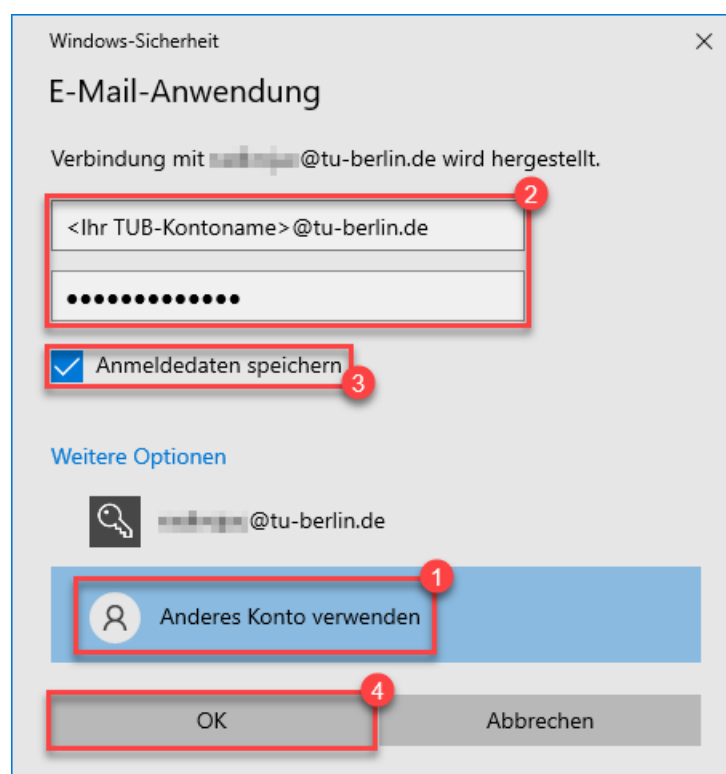 Windows-Sicherheit
E-Mail-Anwendung
Verbindung mit @tu-berlin.de wird hergestellt.
2
<Ihr TUB-Kontoname>@tu-berlin.de
Anmeldedaten speichern
3
Weitere Optionen
@tu-berlin.de
1
Anderes Konto verwenden
4
OK
Abbrechen